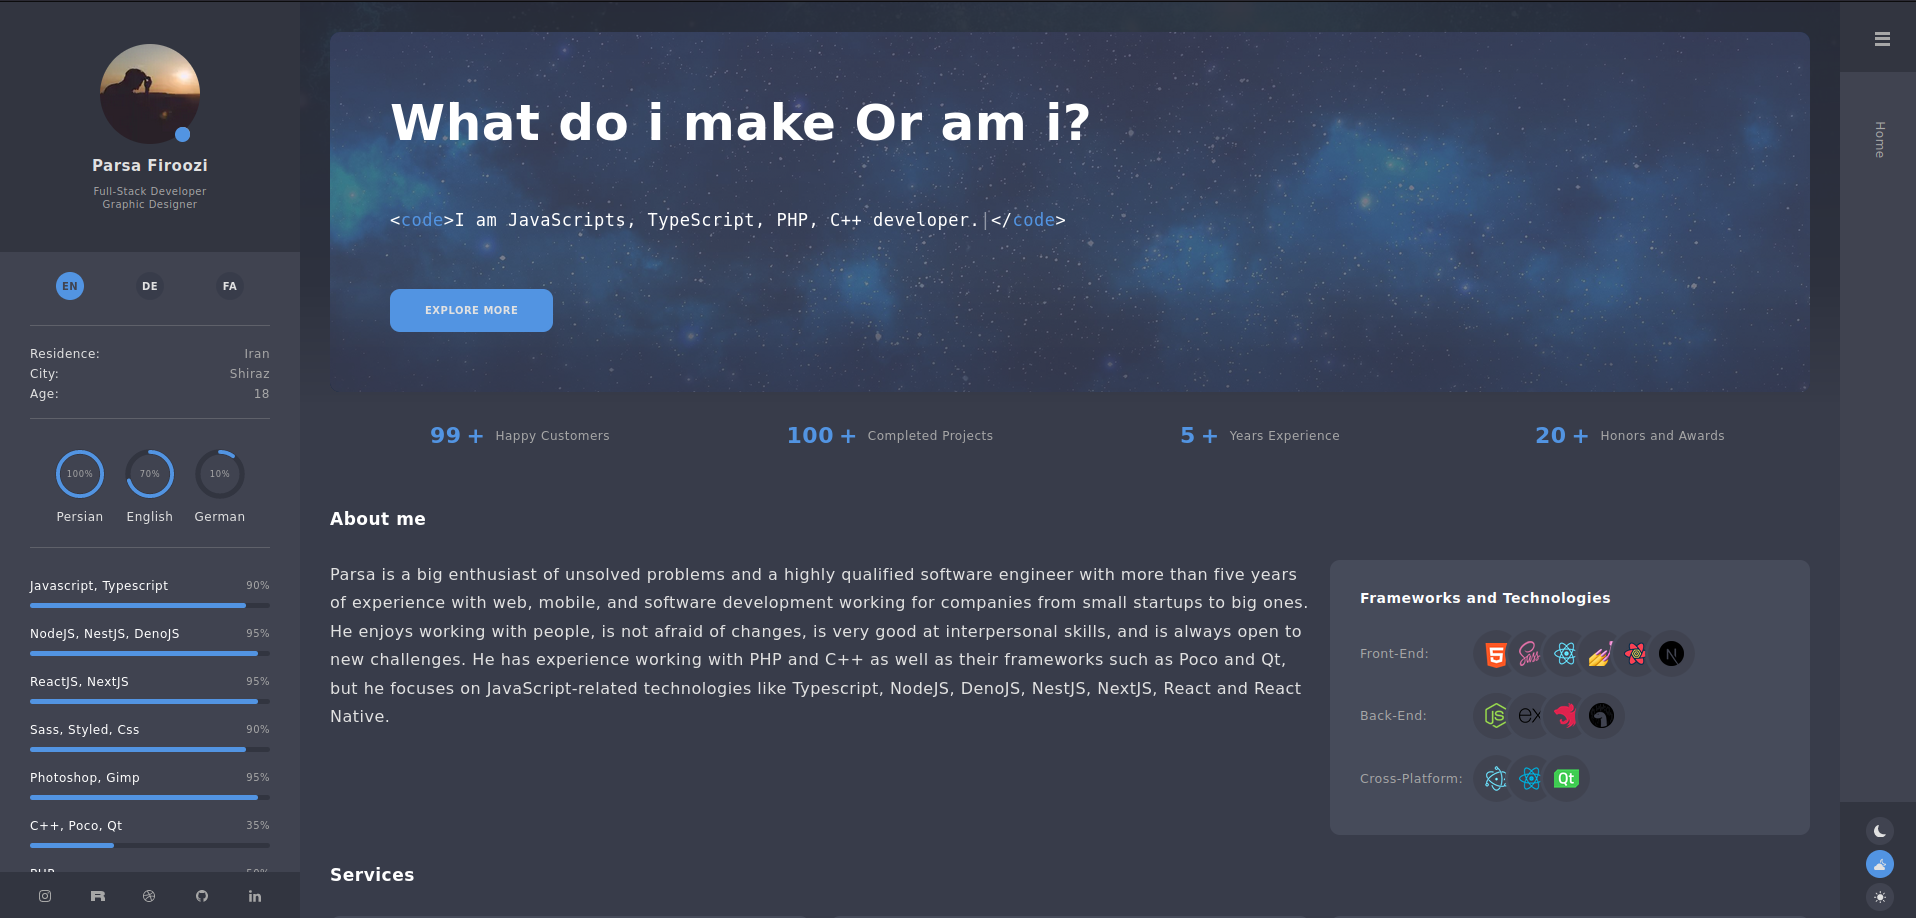 Parsa Firoozi
Full-Stack Developer
Graphic Designer
EN DE FA
Residence: Iran
City: Shiraz
Age: 18
100% 70% 10%
Persian English German
Javascript, Typescript 90%
NodeJS, NestJS, DenoJS 95%
ReactJS, NextJS 95%
Sass, Styled, Css 90%
Photoshop, Gimp 95%
C++, Poco, Qt 35%
What do i make Or am i?
<code>I am JavaScripts, TypeScript, PHP, C++ developer.|</code>
EXPLORE MORE
99 + Happy Customers
100 + Completed Projects
5 + Years Experience
20 + Honors and Awards
About me
Parsa is a big enthusiast of unsolved problems and a highly qualified software engineer with more than five years
of experience with web, mobile, and software development working for companies from small startups to big ones.
He enjoys working with people, is not afraid of changes, is very good at interpersonal skills, and is always open to
new challenges. He has experience working with PHP and C++ as well as their frameworks such as Poco and Qt,
but he focuses on JavaScript-related technologies like Typescript, NodeJS, DenoJS, NestJS, NextJS, React and React
Native.
Frameworks and Technologies
Front-End:
Sass
N
Back-End:
JS
ex
Cross-Platform:
Qt
Services
Home